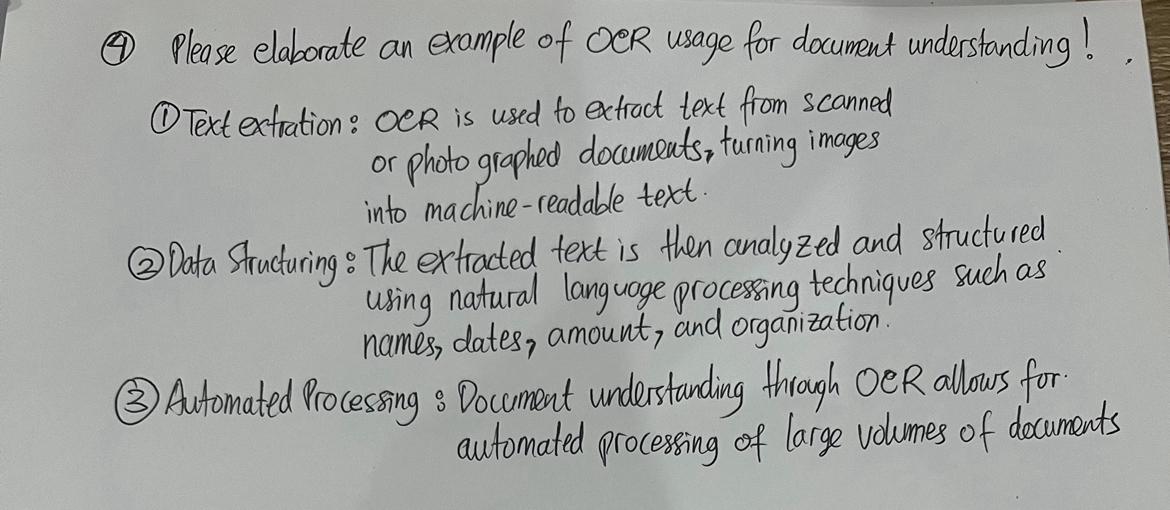 ④ Please elaborate an example of OCR usage for document understanding!
① Text extration: OCR is used to extract text from scanned
or photographed documents, turning images
into machine-readable text.
② Data Structuring: The extracted text is then analyzed and structured
using natural language processing techniques such as
names, dates, amount, and organization.
③ Automated Processing: Document understanding through OCR allows for
automated processing of large volumes of documents